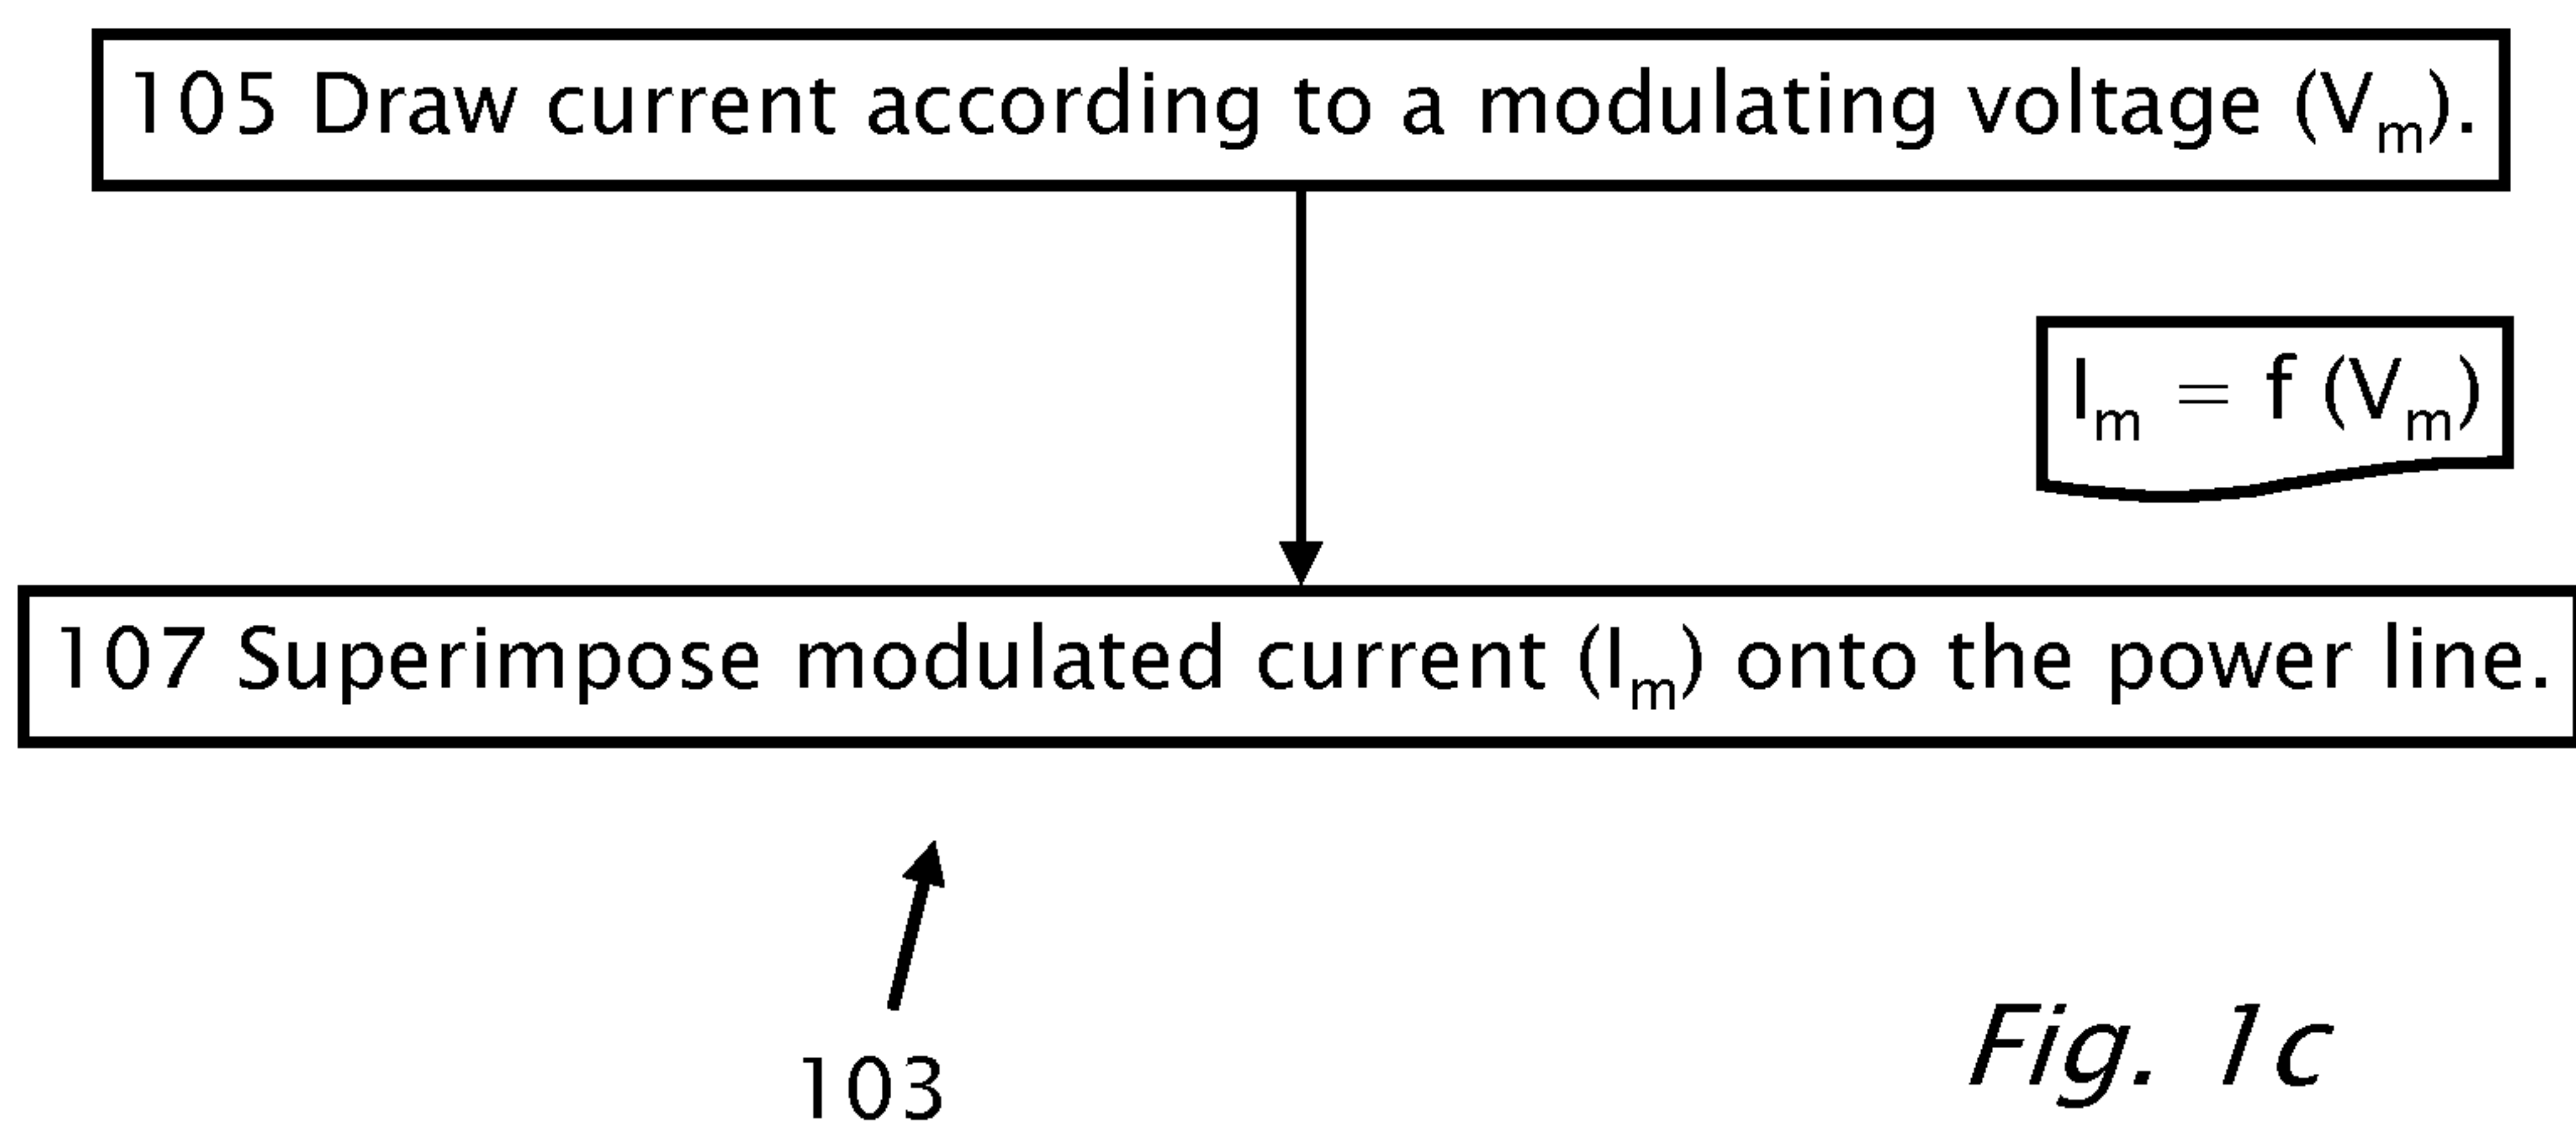 105 Draw current according to a modulating voltage (Vₘ).
Iₘ = f (Vₘ)
107 Superimpose modulated current (Iₘ) onto the power line.
103
Fig. 1c